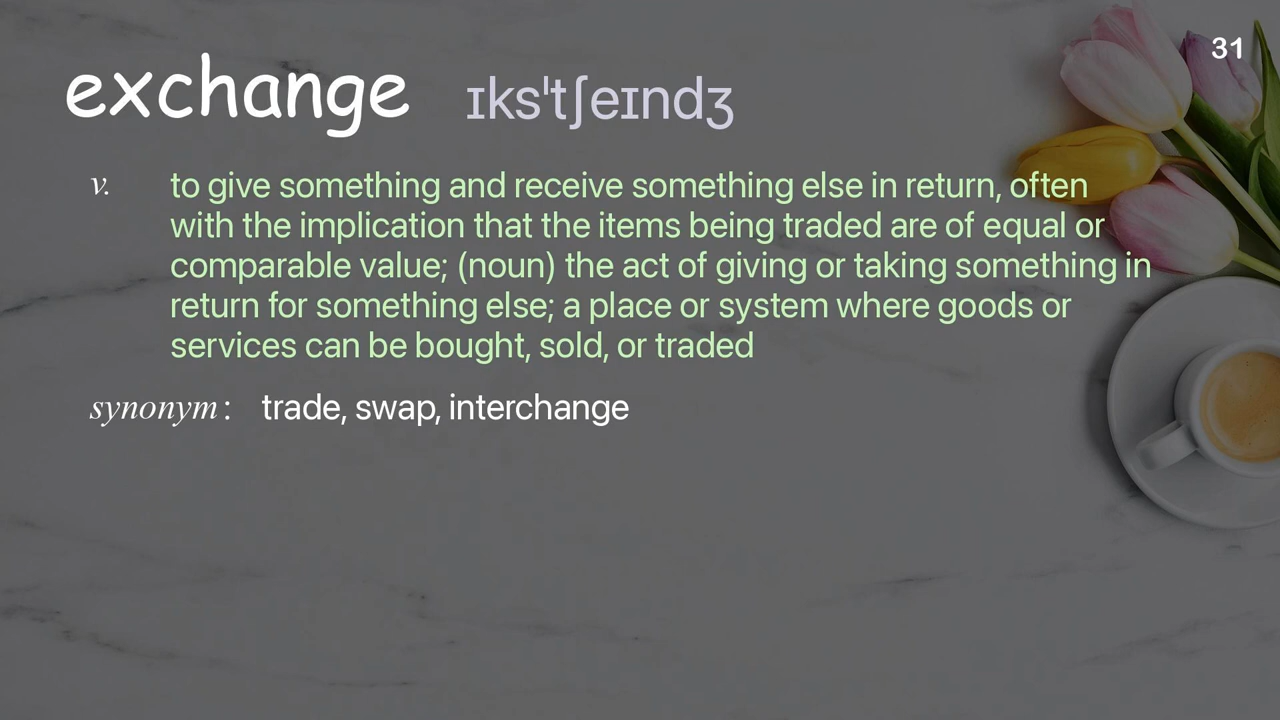 31
exchange ɪksˈtʃeɪndʒ
v. to give something and receive something else in return, often
with the implication that the items being traded are of equal or
comparable value; (noun) the act of giving or taking something in
return for something else; a place or system where goods or
services can be bought, sold, or traded
synonym: trade, swap, interchange